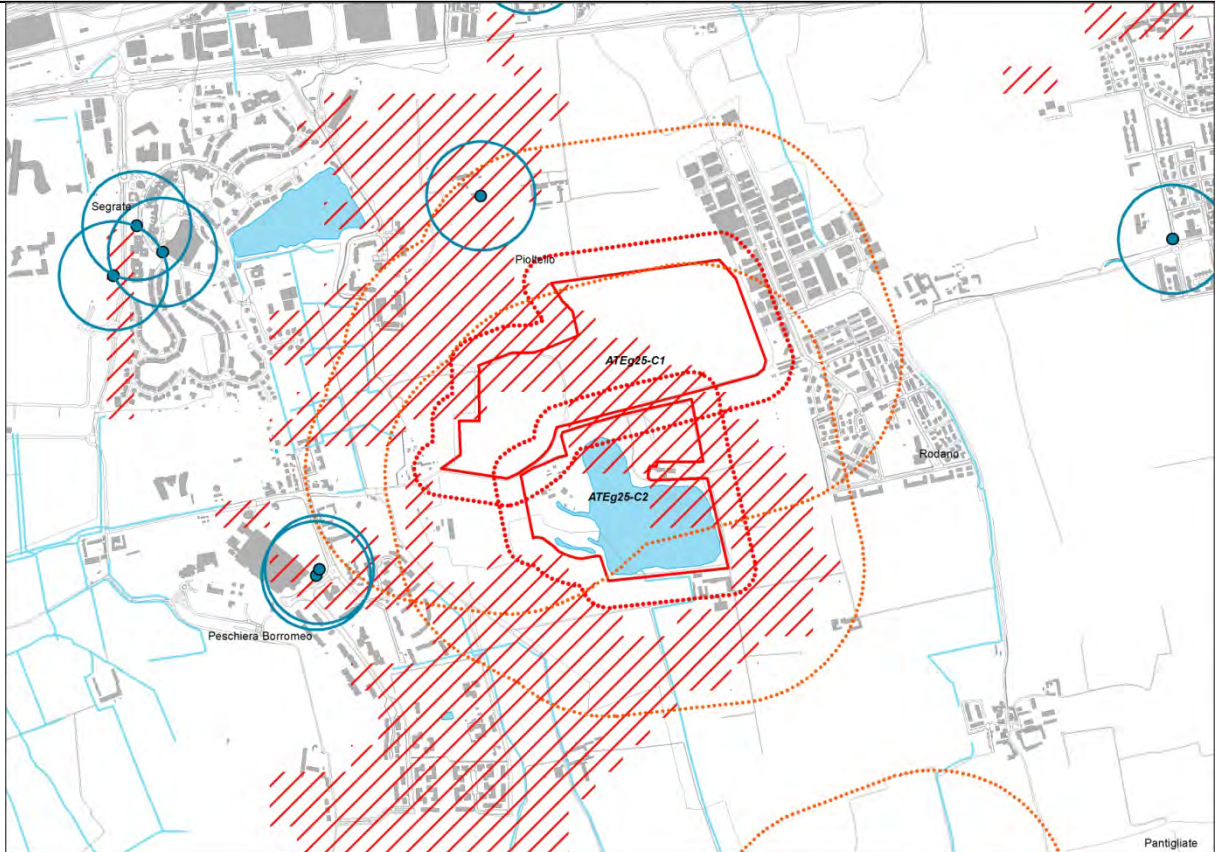 Segrate
Pioltello
ATEg25-C1
Rodano
ATEg25-C2
Peschiera Borromeo
Pantigliate